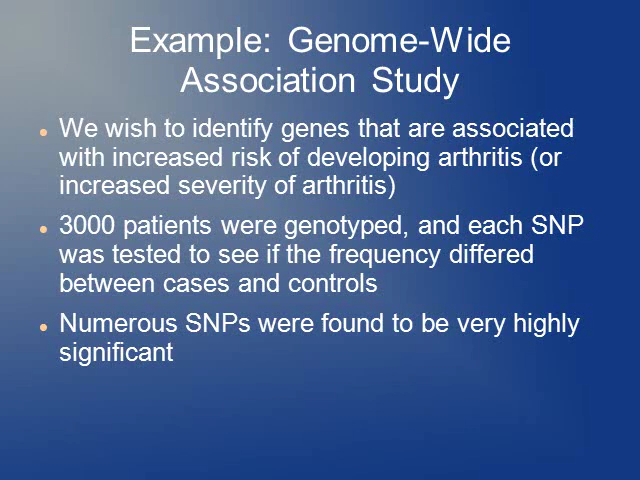 Example: Genome-Wide
Association Study
We wish to identify genes that are associated
with increased risk of developing arthritis (or
increased severity of arthritis)
3000 patients were genotyped, and each SNP
was tested to see if the frequency differed
between cases and controls
Numerous SNPs were found to be very highly
significant